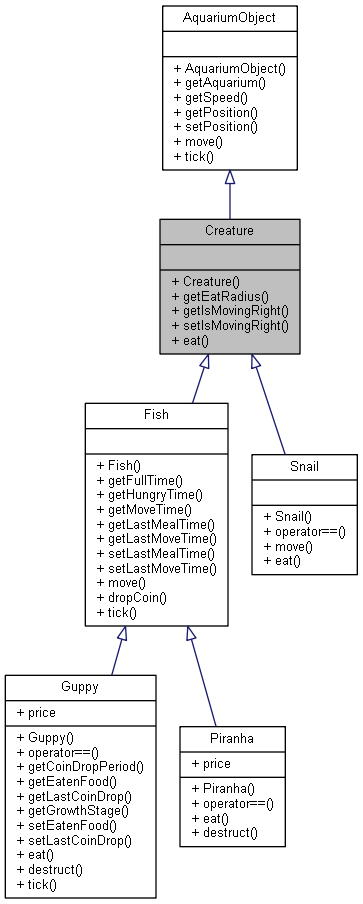 AquariumObject
+ AquariumObject()
+ getAquarium()
+ getSpeed()
+ getPosition()
+ setPosition()
+ move()
+ tick()
Creature
+ Creature()
+ getEatRadius()
+ getIsMovingRight()
+ setIsMovingRight()
+ eat()
Fish
+ Fish()
+ getFullTime()
+ getHungryTime()
+ getMoveTime()
+ getLastMealTime()
+ getLastMoveTime()
+ setLastMealTime()
+ setLastMoveTime()
+ move()
+ dropCoin()
+ tick()
Snail
+ Snail()
+ operator==()
+ move()
+ eat()
Guppy
+ price
+ Guppy()
+ operator==()
+ getCoinDropPeriod()
+ getEatenFood()
+ getLastCoinDrop()
+ getGrowthStage()
+ setEatenFood()
+ setLastCoinDrop()
+ eat()
+ destruct()
+ tick()
Piranha
+ price
+ Piranha()
+ operator==()
+ eat()
+ destruct()